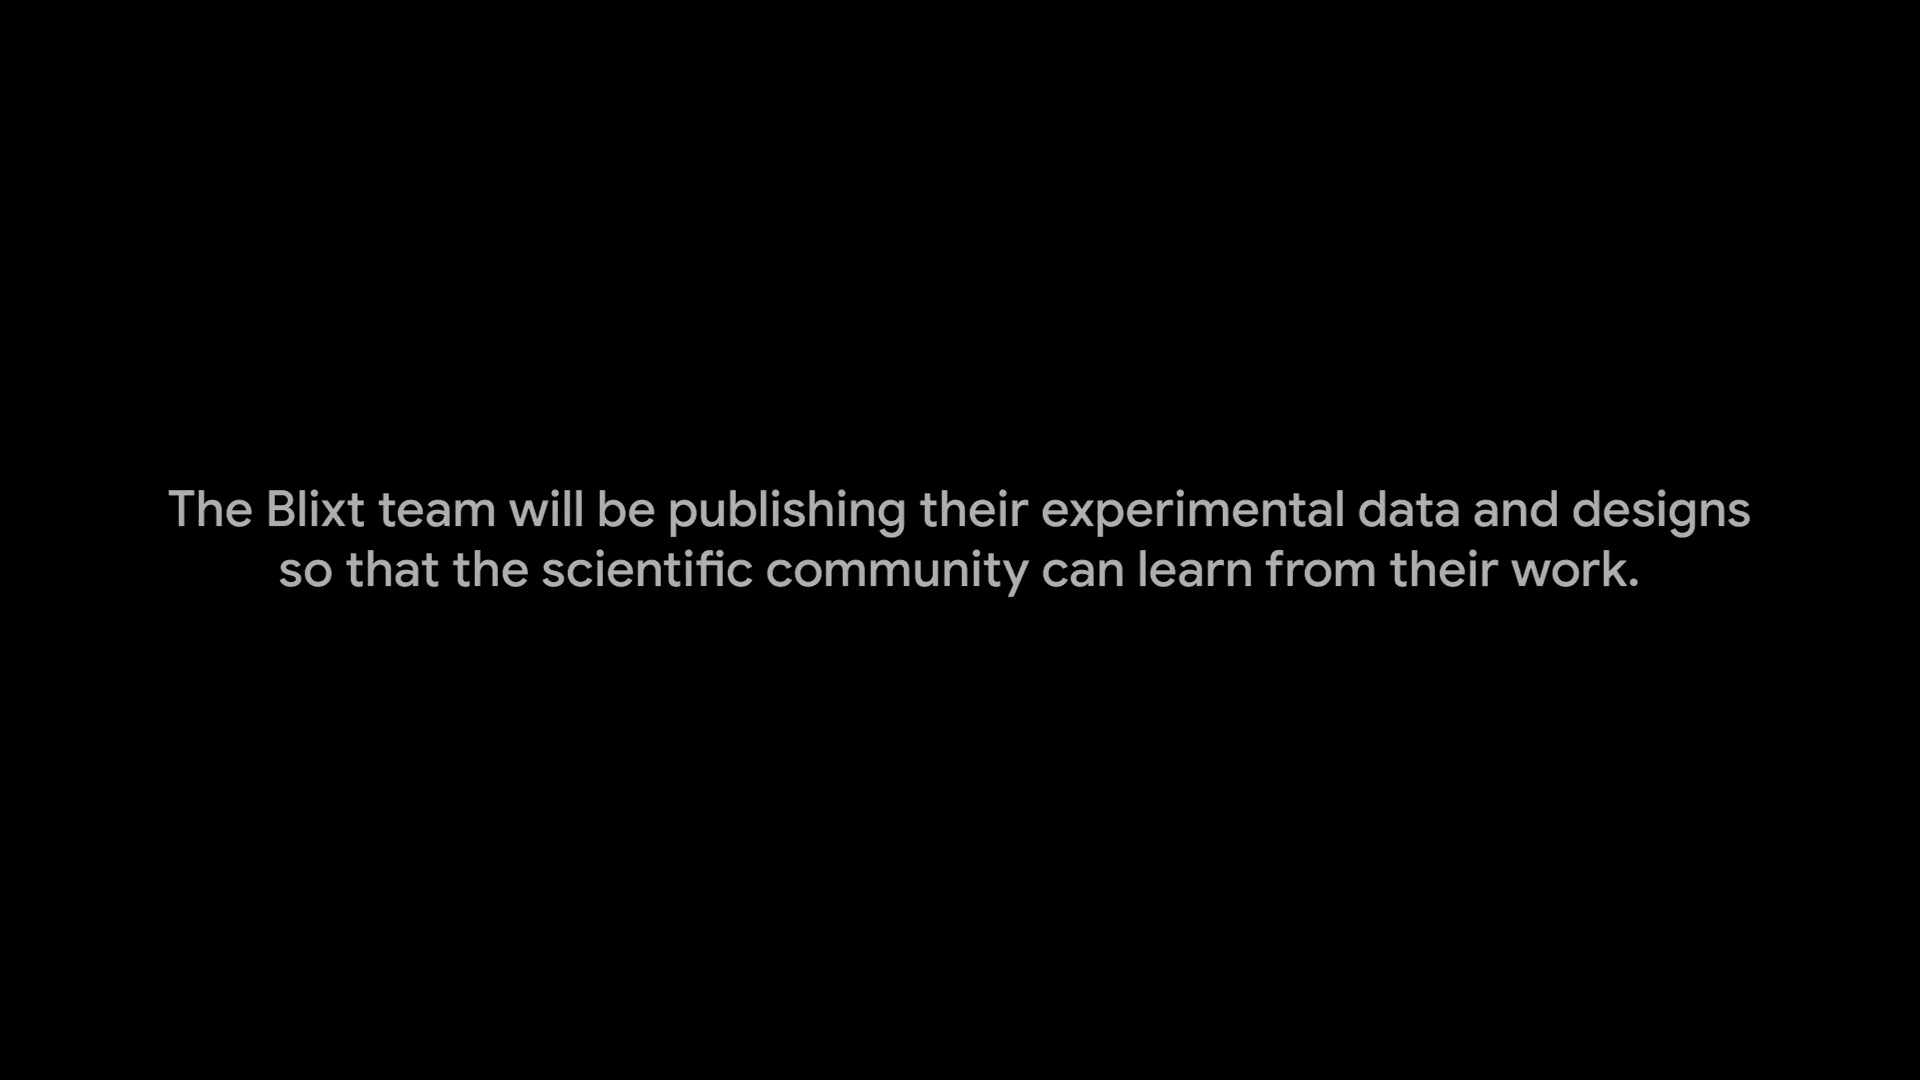 The Blixt team will be publishing their experimental data and designs
so that the scientific community can learn from their work.